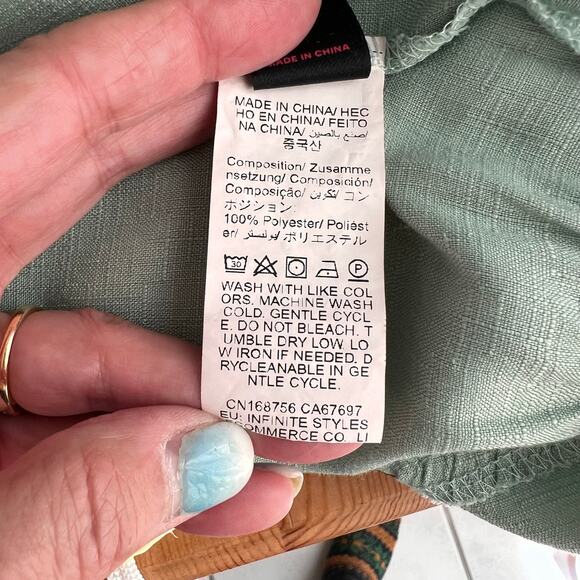 MADE IN CHINA
MADE IN CHINA/ HEC
HO EN CHINA/ FEITO
NA CHINA/ صنع بالصين/
중국산
Composition/ Zusamme
nsetzung/ Composición/
Composição/ تكوين/ コン
ポジション:
100% Polyester/ Poliést
er/ بوليستر/ ポリエステル
30 P
WASH WITH LIKE COL
ORS. MACHINE WASH
COLD. GENTLE CYCL
E. DO NOT BLEACH. T
UMBLE DRY LOW. LO
W IRON IF NEEDED. D
RYCLEANABLE IN GE
NTLE CYCLE.
CN168756 CA67697
EU: INFINITE STYLES
ECOMMERCE CO. LI